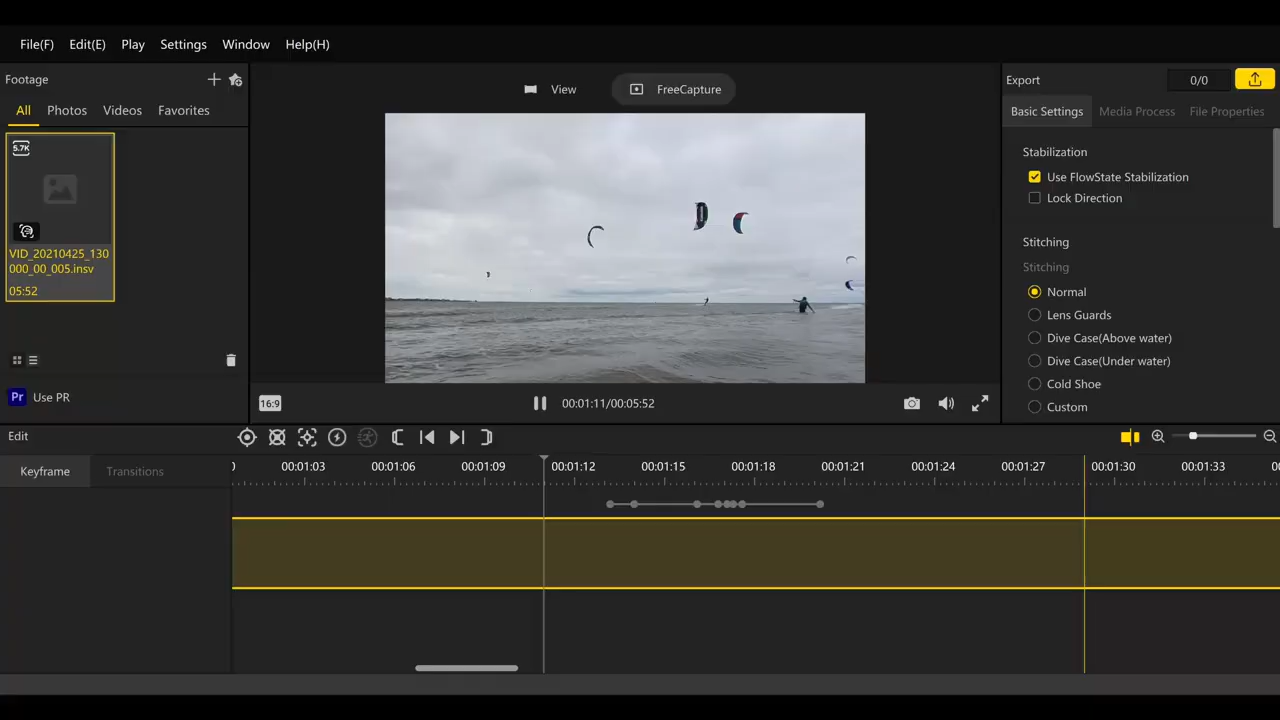 File(F) Edit(E) Play Settings Window Help(H)
Footage
All Photos Videos Favorites
5.7K
VID_20210425_130
000_00_005.insv
05:52
Pr Use PR
View FreeCapture
16:9 00:01:11/00:05:52
Export 0/0
Basic Settings Media Process File Properties
Stabilization
Use FlowState Stabilization
Lock Direction
Stitching
Stitching
Normal
Lens Guards
Dive Case(Above water)
Dive Case(Under water)
Cold Shoe
Custom
Edit
Keyframe Transitions
00:01:03 00:01:06 00:01:09 00:01:12 00:01:15 00:01:18 00:01:21 00:01:24 00:01:27 00:01:30 00:01:33